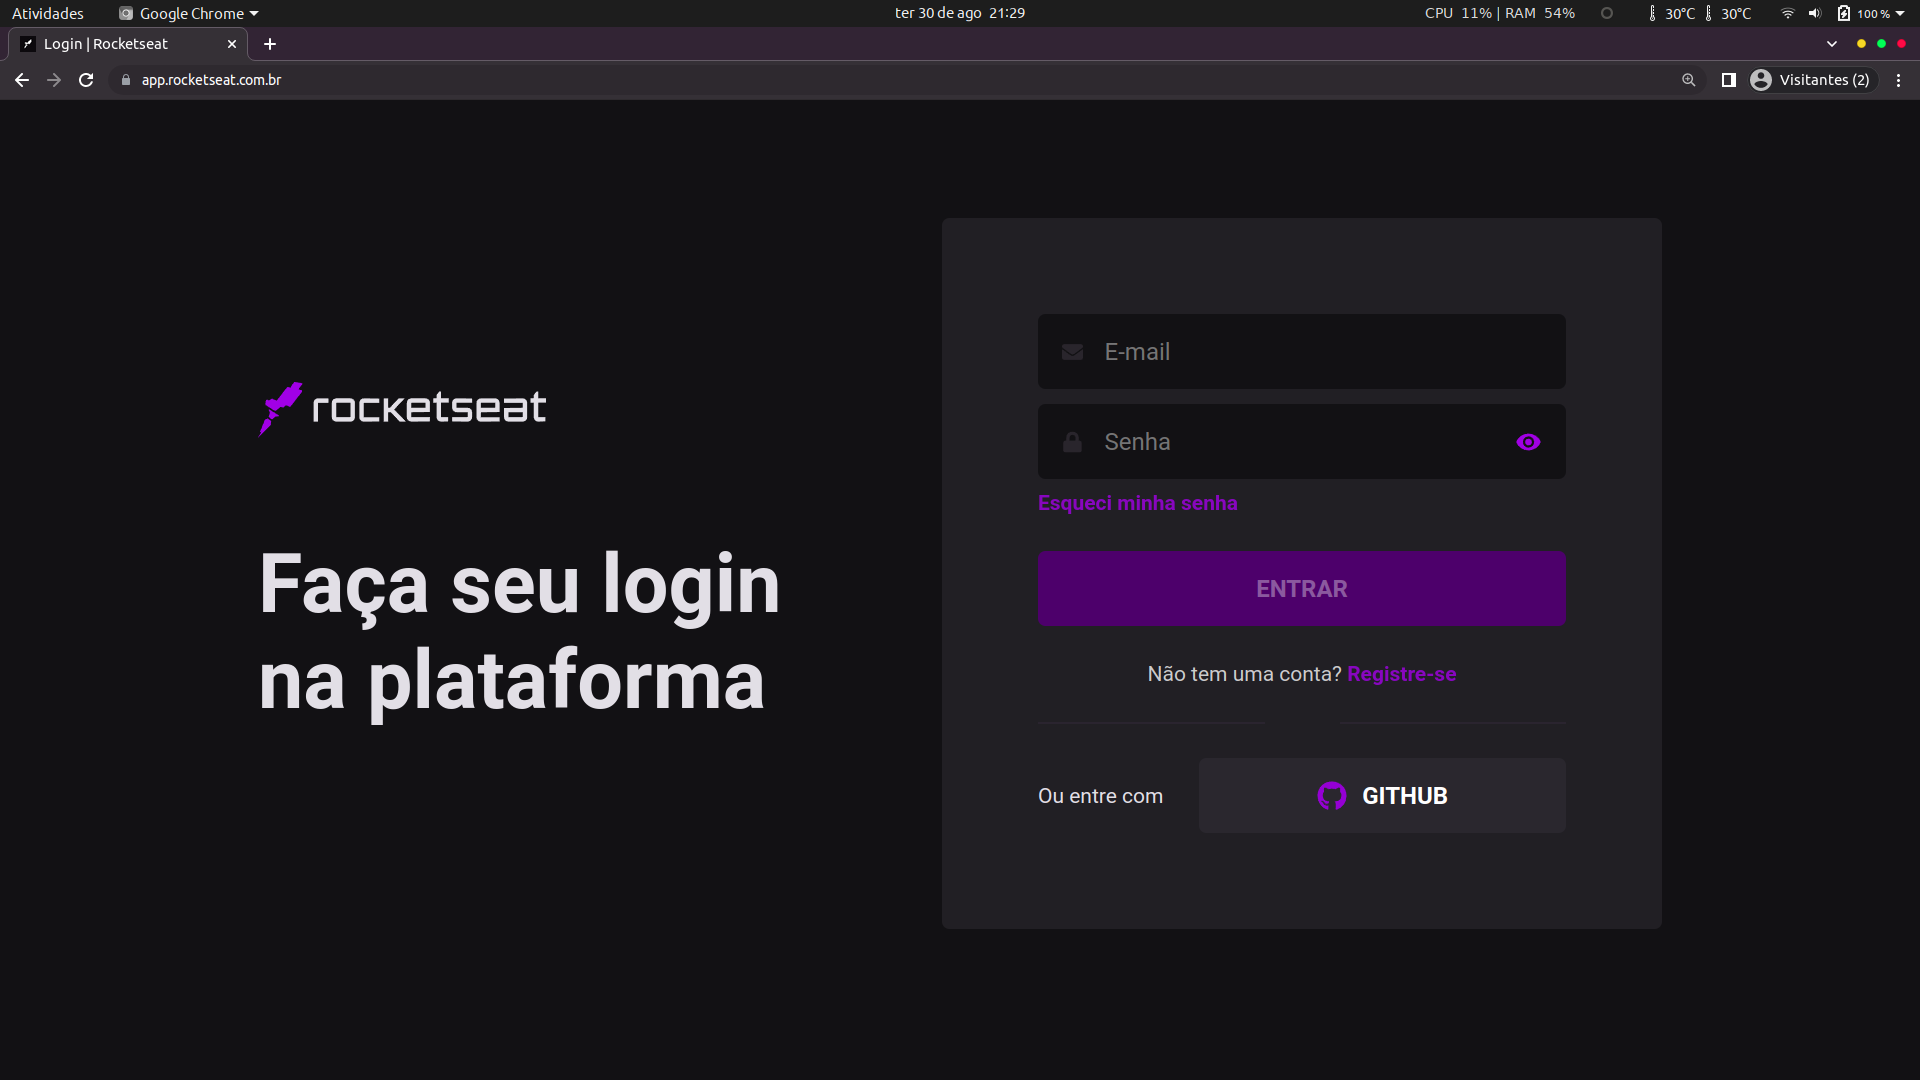 Atividades Google Chrome ter 30 de ago 21:29 CPU 11% | RAM 54% 30°C 30°C 100 %
Login | Rocketseat
app.rocketseat.com.br Visitantes (2)
rocketseat
Faça seu login
na plataforma
E-mail
Senha
Esqueci minha senha
ENTRAR
Não tem uma conta? Registre-se
Ou entre com GITHUB